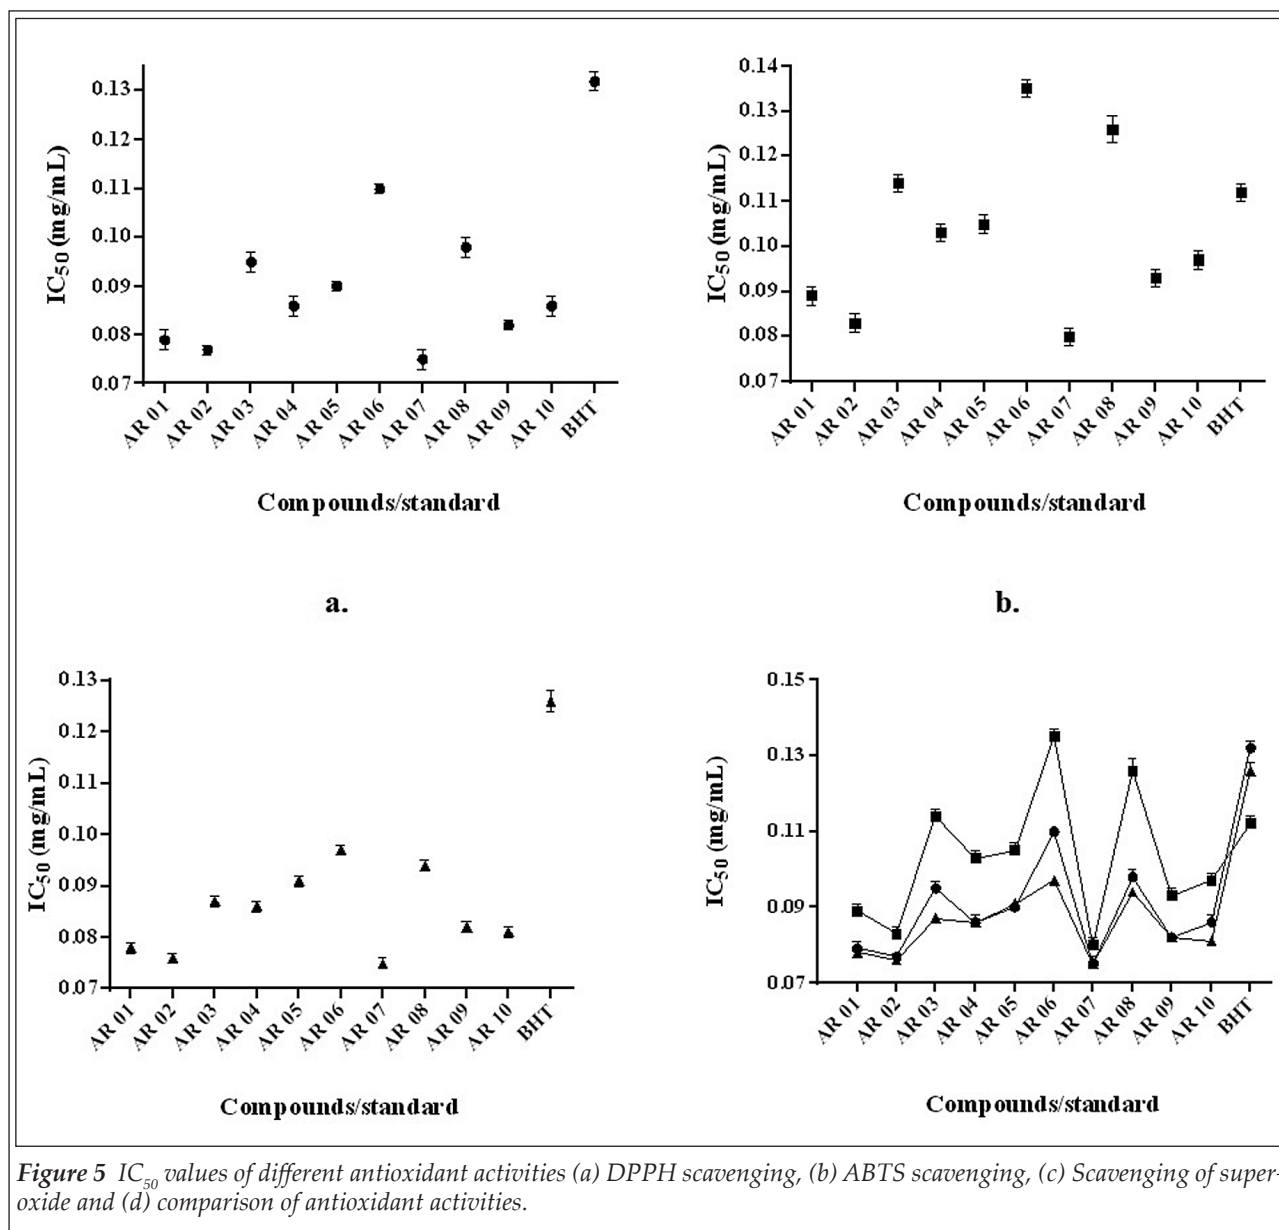 0.13
0.12
0.11
0.10
0.09
0.08
0.07
IC50 (mg/mL)
AR 01 AR 02 AR 03 AR 04 AR 05 AR 06 AR 07 AR 08 AR 09 AR 10 BHT
Compounds/standard
a.
0.14
0.13
0.12
0.11
0.10
0.09
0.08
0.07
IC50 (mg/mL)
AR 01 AR 02 AR 03 AR 04 AR 05 AR 06 AR 07 AR 08 AR 09 AR 10 BHT
Compounds/standard
b.
0.13
0.12
0.11
0.10
0.09
0.08
0.07
IC50 (mg/mL)
AR 01 AR 02 AR 03 AR 04 AR 05 AR 06 AR 07 AR 08 AR 09 AR 10 BHT
Compounds/standard
0.15
0.13
0.11
0.09
0.07
IC50 (mg/mL)
AR 01 AR 02 AR 03 AR 04 AR 05 AR 06 AR 07 AR 08 AR 09 AR 10 BHT
Compounds/standard
Figure 5 IC50 values of different antioxidant activities (a) DPPH scavenging, (b) ABTS scavenging, (c) Scavenging of super-
oxide and (d) comparison of antioxidant activities.